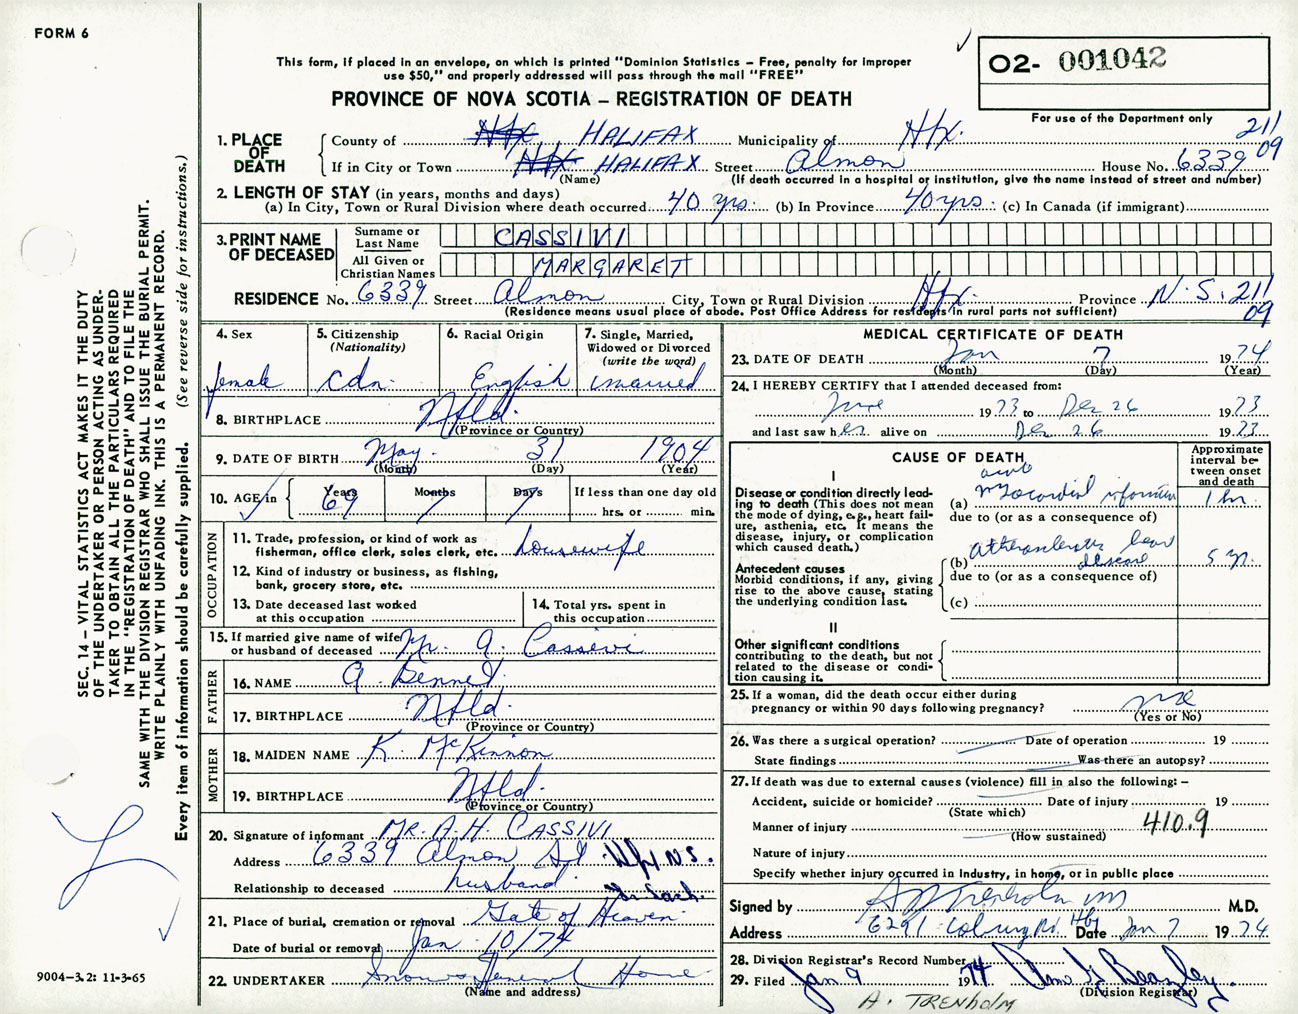 FORM 6
This form, if placed in an envelope, on which is printed "Dominion Statistics – Free, penalty for improper
use $50," and properly addressed will pass through the mail "FREE"
PROVINCE OF NOVA SCOTIA – REGISTRATION OF DEATH
O2- 001042
For use of the Department only
211
09
1. PLACE OF DEATH
County of Hfx HALIFAX Municipality of Hfx.
If in City or Town Hfx HALIFAX Street Almon House No. 6339
(Name) (If death occurred in a hospital or institution, give the name instead of street and number)
2. LENGTH OF STAY (in years, months and days)
(a) In City, Town or Rural Division where death occurred 40 yrs. (b) In Province 40 yrs. (c) In Canada (if immigrant)
3. PRINT NAME OF DECEASED
Surname or Last Name CASSIVI
All Given or Christian Names MARGARET
RESIDENCE No. 6339 Street Almon City, Town or Rural Division Hfx. Province N.S. 211
09
(Residence means usual place of abode. Post Office Address for residents in rural parts not sufficient)
4. Sex
female
5. Citizenship
(Nationality)
Cdn.
6. Racial Origin
English
7. Single, Married,
Widowed or Divorced
(write the word)
married
8. BIRTHPLACE Nfld.
(Province or Country)
9. DATE OF BIRTH May 31 1904
(Month) (Day) (Year)
10. AGE in Years Months Days If less than one day old
69 7 7 hrs. or min.
OCCUPATION
11. Trade, profession, or kind of work as
fisherman, office clerk, sales clerk, etc. housewife
12. Kind of industry or business, as fishing,
bank, grocery store, etc.
13. Date deceased last worked
at this occupation
14. Total yrs. spent in
this occupation
15. If married give name of wife
or husband of deceased Mr. A. Cassivi
FATHER
16. NAME A. Bennet
17. BIRTHPLACE Nfld.
(Province or Country)
MOTHER
18. MAIDEN NAME K. McKinnon
19. BIRTHPLACE Nfld.
(Province or Country)
20. Signature of informant MR. A.H. CASSIVI
Address 6339 Almon St. Hfx N.S.
Relationship to deceased husband
21. Place of burial, cremation or removal Gate of Heaven
Date of burial or removal Jan 10/74
22. UNDERTAKER Snow's Funeral Home
(Name and address)
MEDICAL CERTIFICATE OF DEATH
23. DATE OF DEATH Jan 7 1974
(Month) (Day) (Year)
24. I HEREBY CERTIFY that I attended deceased from:
June 1973 to Dec 26 1973
and last saw her alive on Dec 26 1973
CAUSE OF DEATH
Approximate interval between onset and death
I
Disease or condition directly leading to death (This does not
mean the mode of dying, e.g., heart failure, asthenia, etc. It means the
disease, injury, or complication
which caused death.)
acute
(a) myocardial infarction 1 hr.
due to (or as a consequence of)
Antecedent causes
Morbid conditions, if any, giving
rise to the above cause, stating
the underlying condition last.
(b) atherosclerotic heart disease 5 yr.
due to (or as a consequence of)
(c)
II
Other significant conditions
contributing to the death, but not
related to the disease or condition causing it.
25. If a woman, did the death occur either during
pregnancy or within 90 days following pregnancy?
(Yes or No)
26. Was there a surgical operation? Date of operation 19
State findings Was there an autopsy?
27. If death was due to external causes (violence) fill in also the following: –
Accident, suicide or homicide? Date of injury 19
(State which)
Manner of injury 410.9
(How sustained)
Nature of injury
Specify whether injury occurred in industry, in home, or in public place
Signed by A Trenholm MD M.D.
Address 6291 Coburg Rd. Hfx Date Jan 7 1974
28. Division Registrar's Record Number
29. Filed Jan 9 1974
(Division Registrar)
A. TRENHOLM
SEC. 14 – VITAL STATISTICS ACT MAKES IT THE DUTY
OF THE UNDERTAKER OR PERSON ACTING AS UNDER-
TAKER TO OBTAIN ALL THE PARTICULARS REQUIRED
IN THE "REGISTRATION OF DEATH" AND TO FILE THE
SAME WITH THE DIVISION REGISTRAR WHO SHALL ISSUE THE BURIAL PERMIT.
WRITE PLAINLY WITH UNFADING INK. THIS IS A PERMANENT RECORD.
Every item of information should be carefully supplied. (See reverse side for instructions.)
9004–3.2: 11-3-65